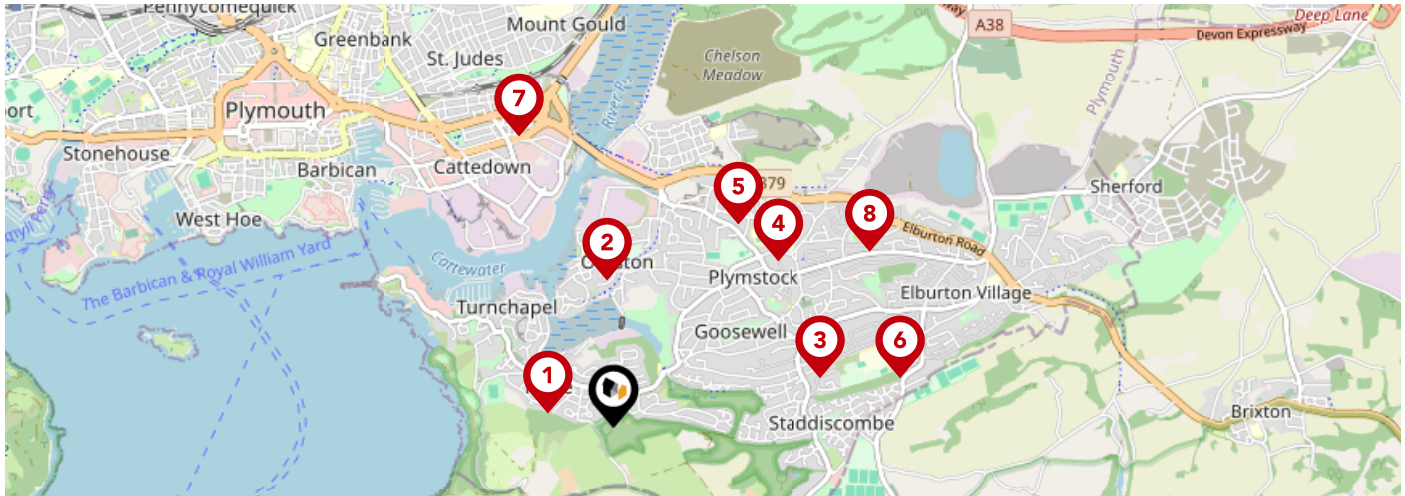 Pennycomequick
Mount Gould
Deep Lane
A38
Devon Expressway
Greenbank
St. Judes
Chelson
Meadow
Plymouth
7
Plymouth
River Pl
Stonehouse
Barbican
Cattedown
5
379
4
8
Sherford
West Hoe
Elburton Road
2
The Barbican & Royal William Yard
Cattewater
Plymstock
Elburton Village
Turnchapel
Goosewell
3
6
1
Staddiscombe
Brixton